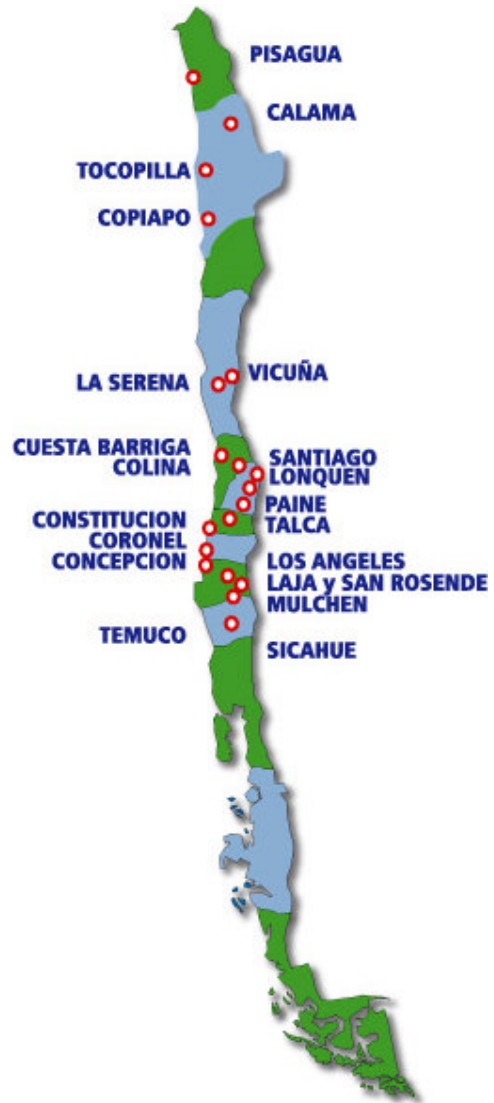 PISAGUA
CALAMA
TOCOPILLA
COPIAPO
LA SERENA
VICUÑA
CUESTA BARRIGA
COLINA
SANTIAGO
LONQUEN
PAINE
TALCA
CONSTITUCION
CORONEL
CONCEPCION
LOS ANGELES
LAJA y SAN ROSENDE
MULCHEN
TEMUCO
SICAHUE